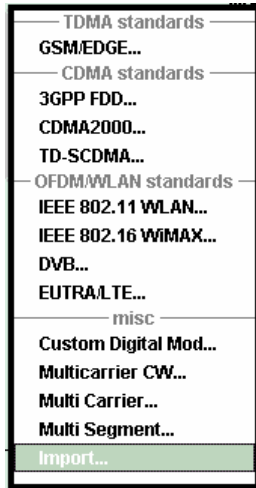 TDMA standards
GSM/EDGE...
CDMA standards
3GPP FDD...
CDMA2000...
TD-SCDMA...
OFDM/WLAN standards
IEEE 802.11 WLAN...
IEEE 802.16 WiMAX...
DVB...
EUTRA/LTE...
misc
Custom Digital Mod...
Multicarrier CW...
Multi Carrier...
Multi Segment...
Import...